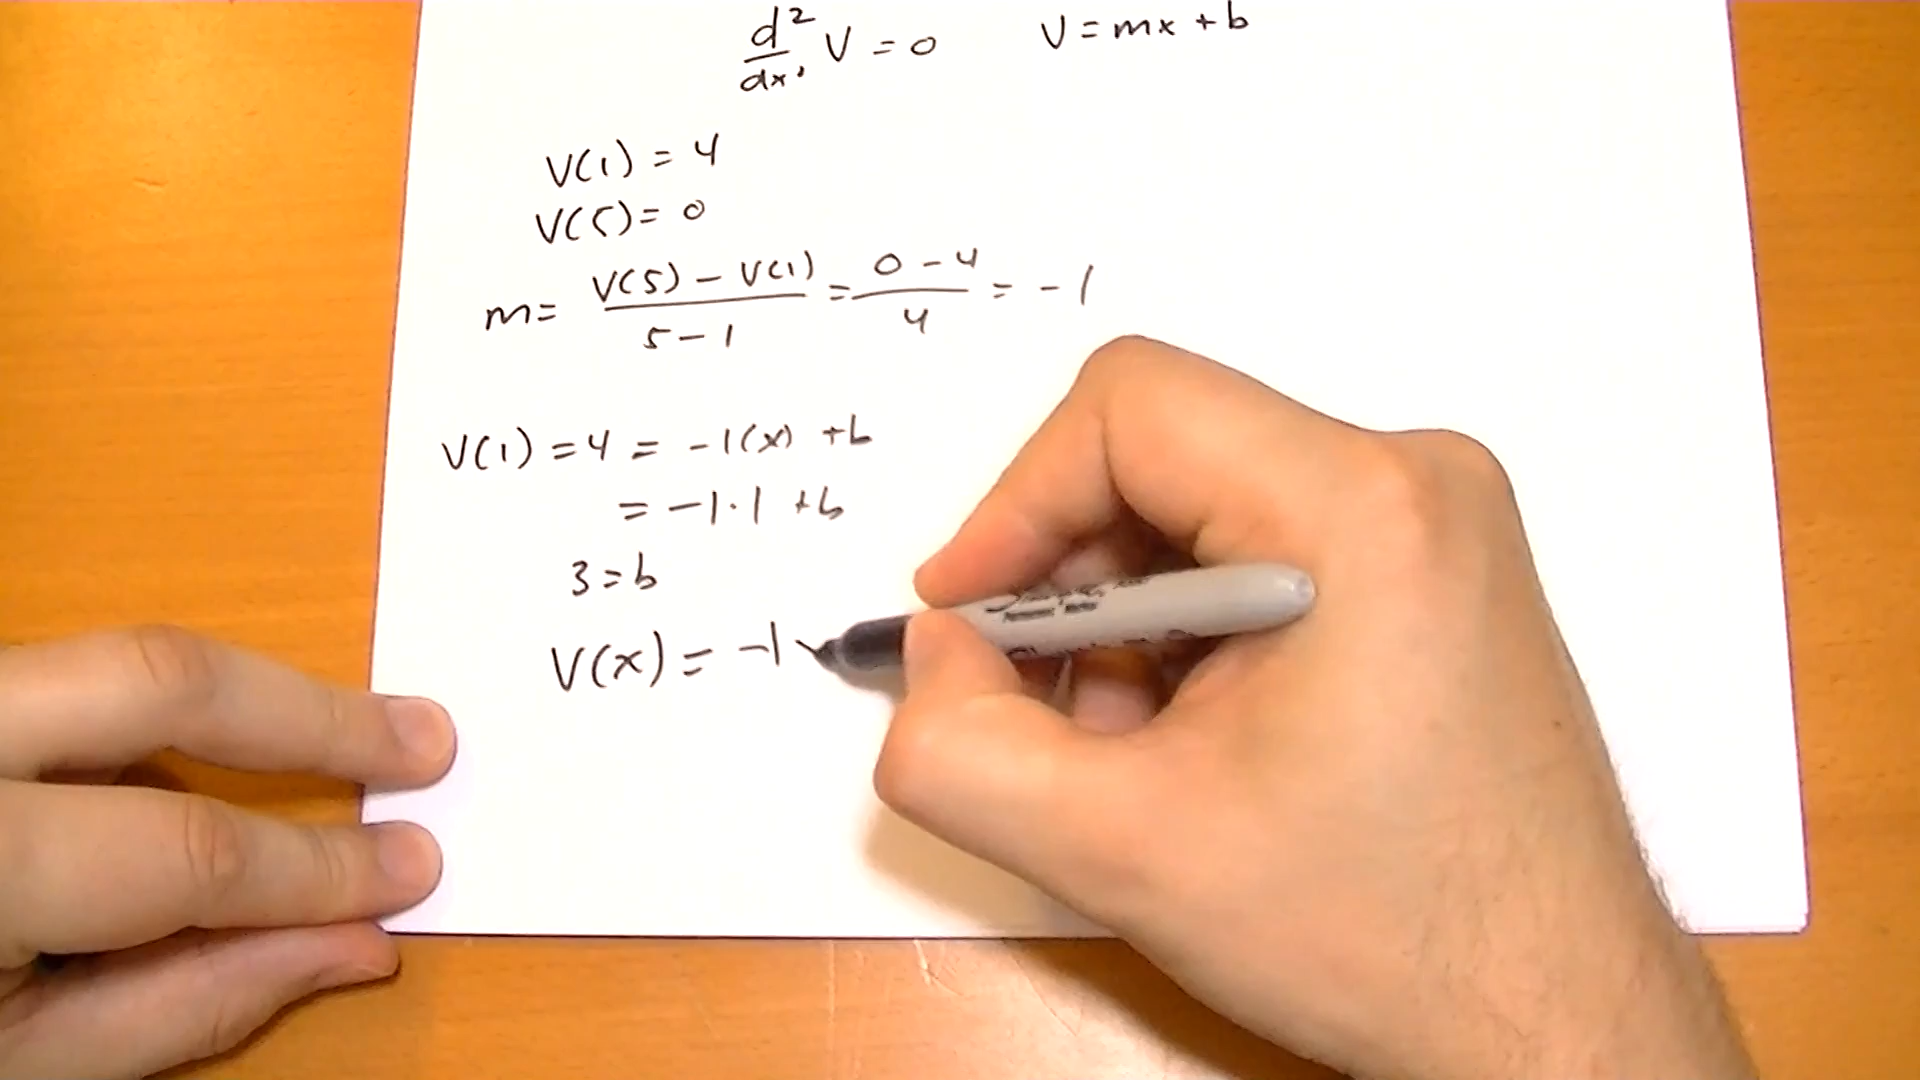 d²/dx² V = 0   V = mx + b
V(1) = 4
V(5) = 0
m = (V(5) - V(1))/(5 - 1) = (0 - 4)/4 = -1
V(1) = 4 = -1(x) + b
= -1·1 + b
3 = b
V(x) = -1